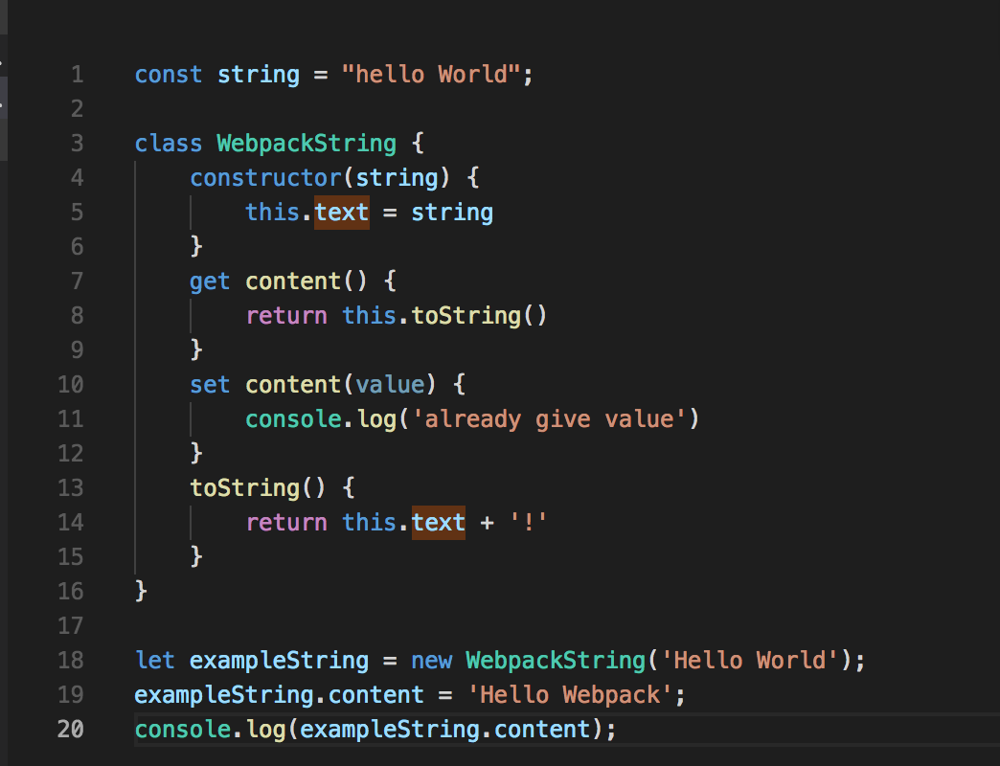 1 const string = "hello World";
2
3 class WebpackString {
4     constructor(string) {
5         this.text = string
6     }
7     get content() {
8         return this.toString()
9     }
10     set content(value) {
11         console.log('already give value')
12     }
13     toString() {
14         return this.text + '!'
15     }
16 }
17
18 let exampleString = new WebpackString('Hello World');
19 exampleString.content = 'Hello Webpack';
20 console.log(exampleString.content);